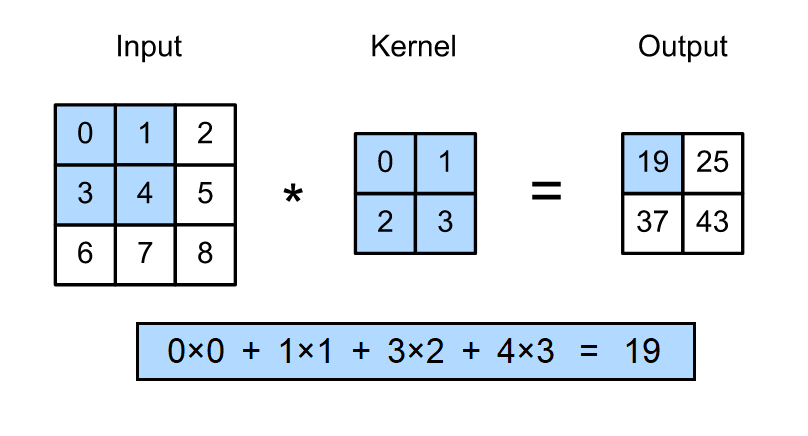 Input Kernel Output
0 1 2
3 4 5
6 7 8
*
0 1
2 3
=
19 25
37 43
0×0 + 1×1 + 3×2 + 4×3 = 19